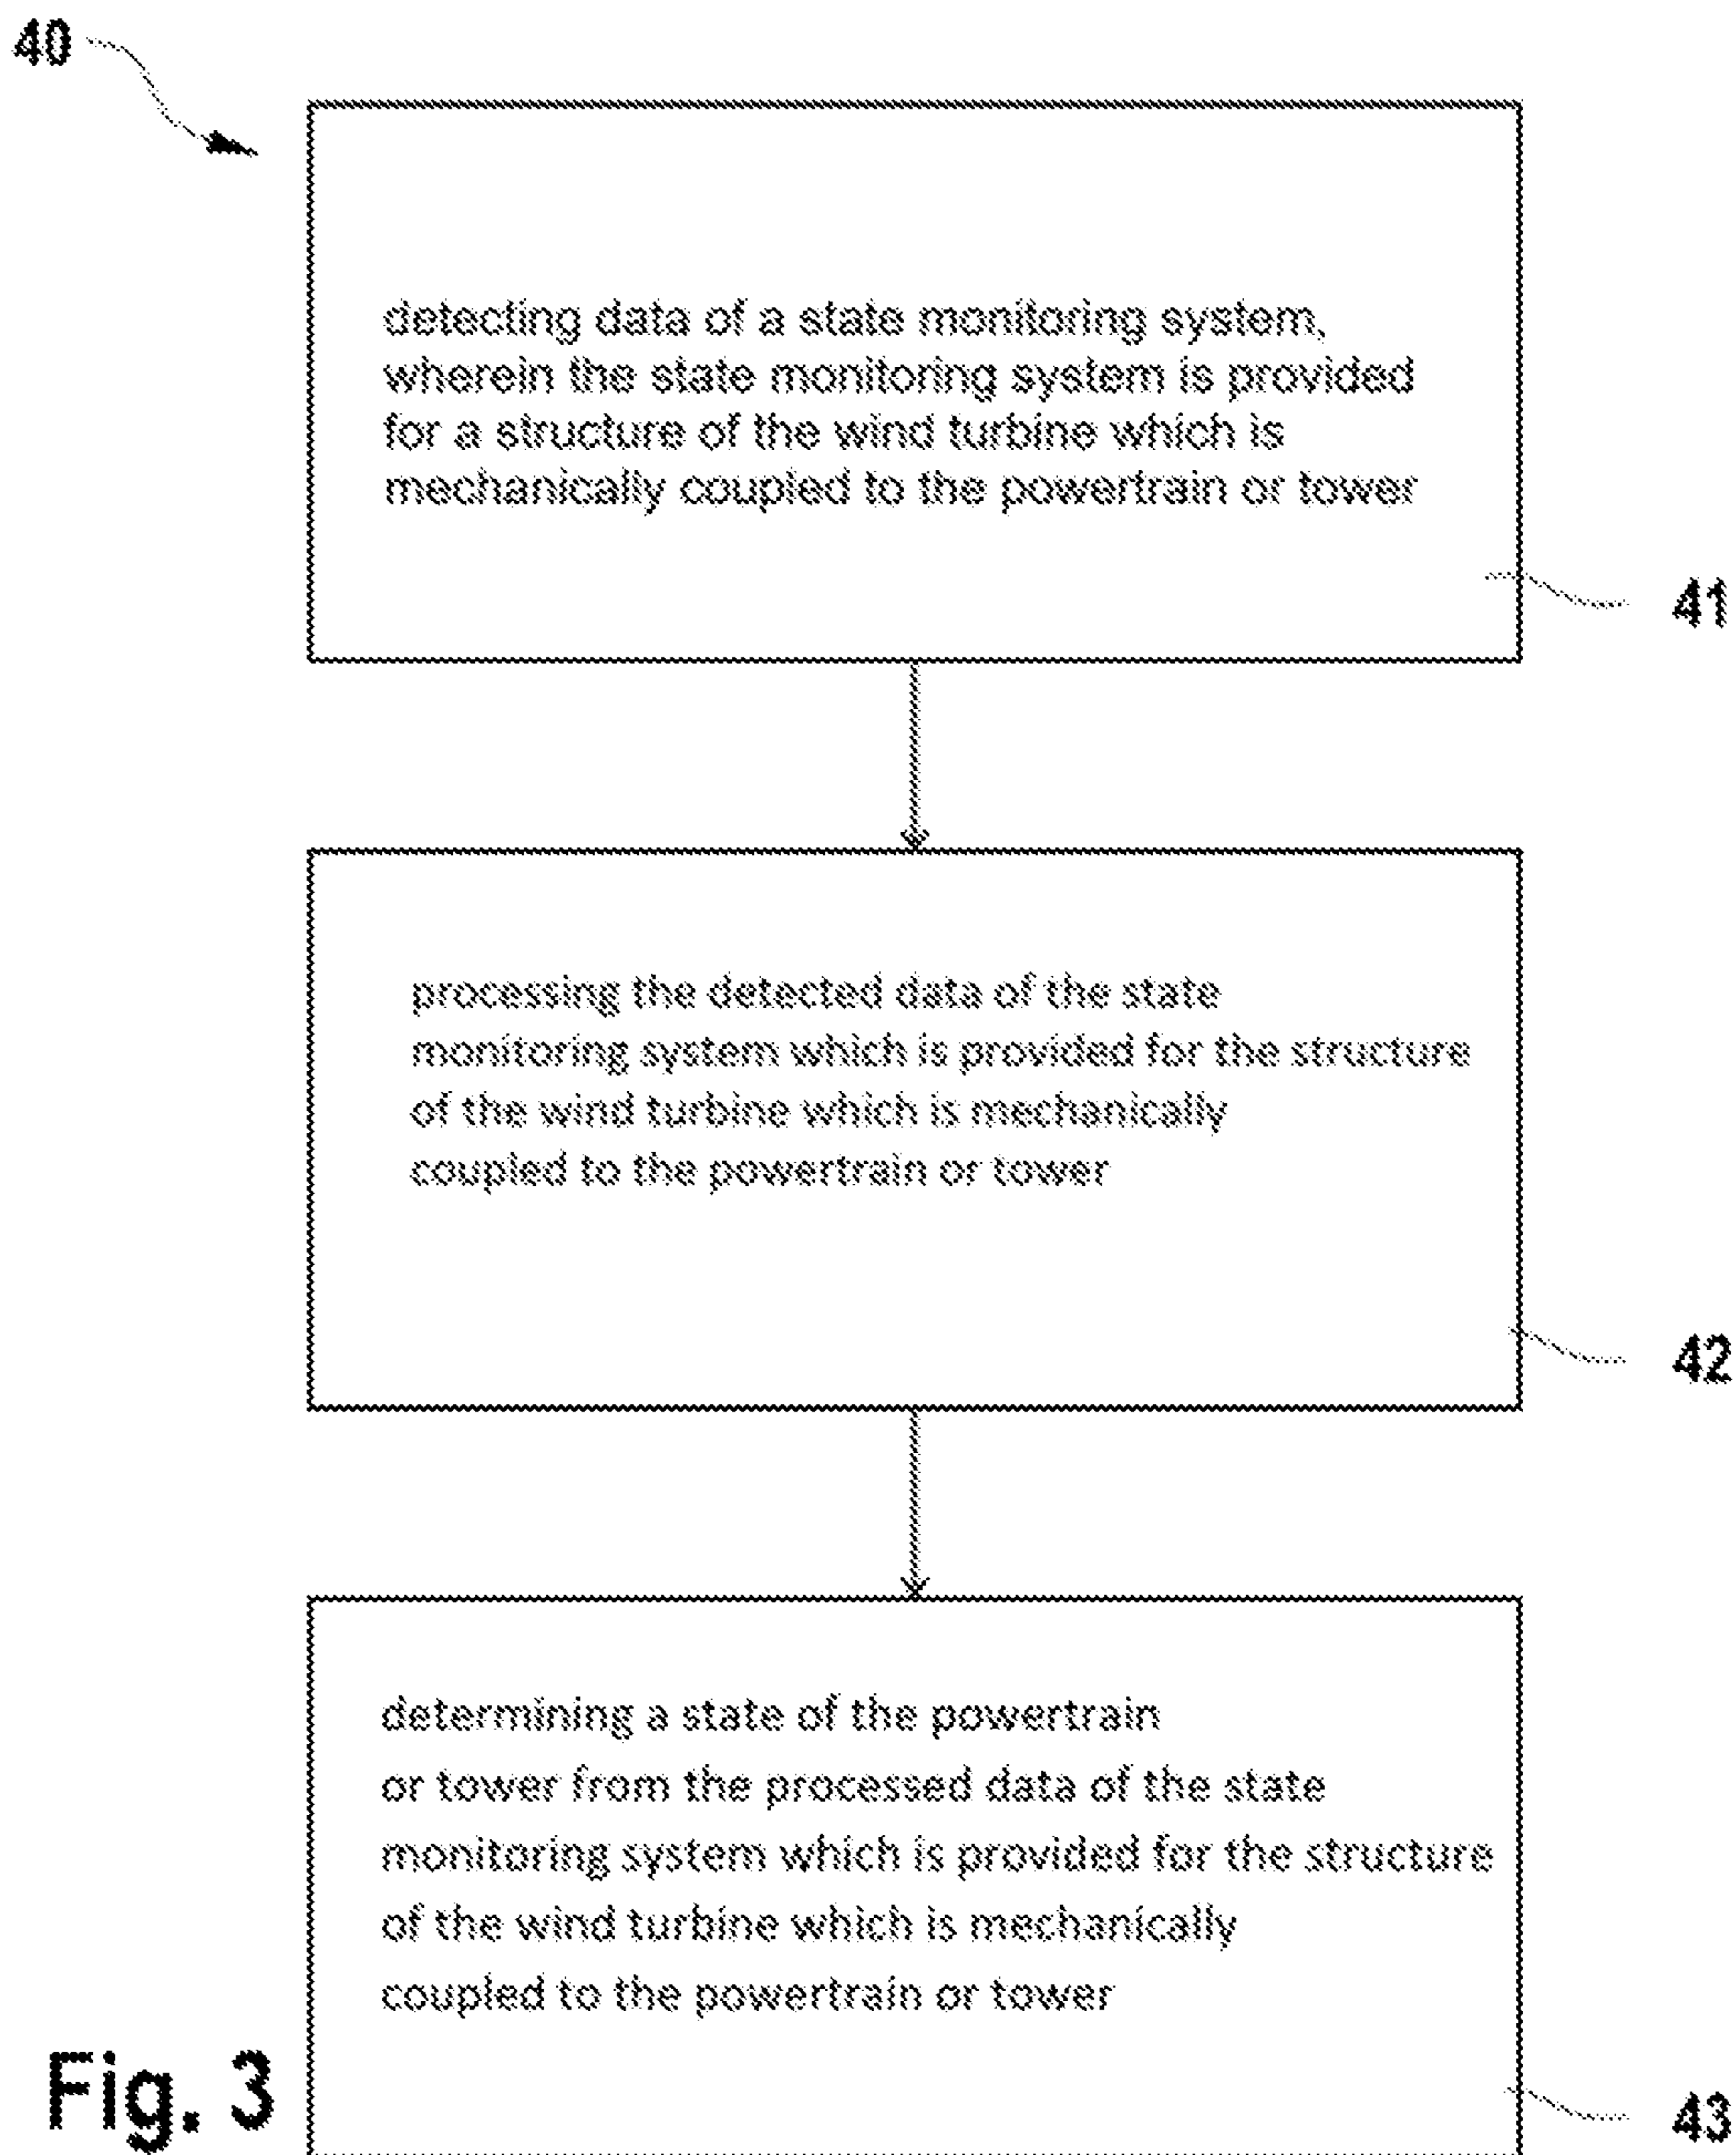 40
detecting data of a state monitoring system,
wherein the state monitoring system is provided
for a structure of the wind turbine which is
mechanically coupled to the powertrain or tower
41
processing the detected data of the state
monitoring system which is provided for the structure
of the wind turbine which is mechanically
coupled to the powertrain or tower
42
determining a state of the powertrain
or tower from the processed data of the state
monitoring system which is provided for the structure
of the wind turbine which is mechanically
coupled to the powertrain or tower
43
Fig. 3